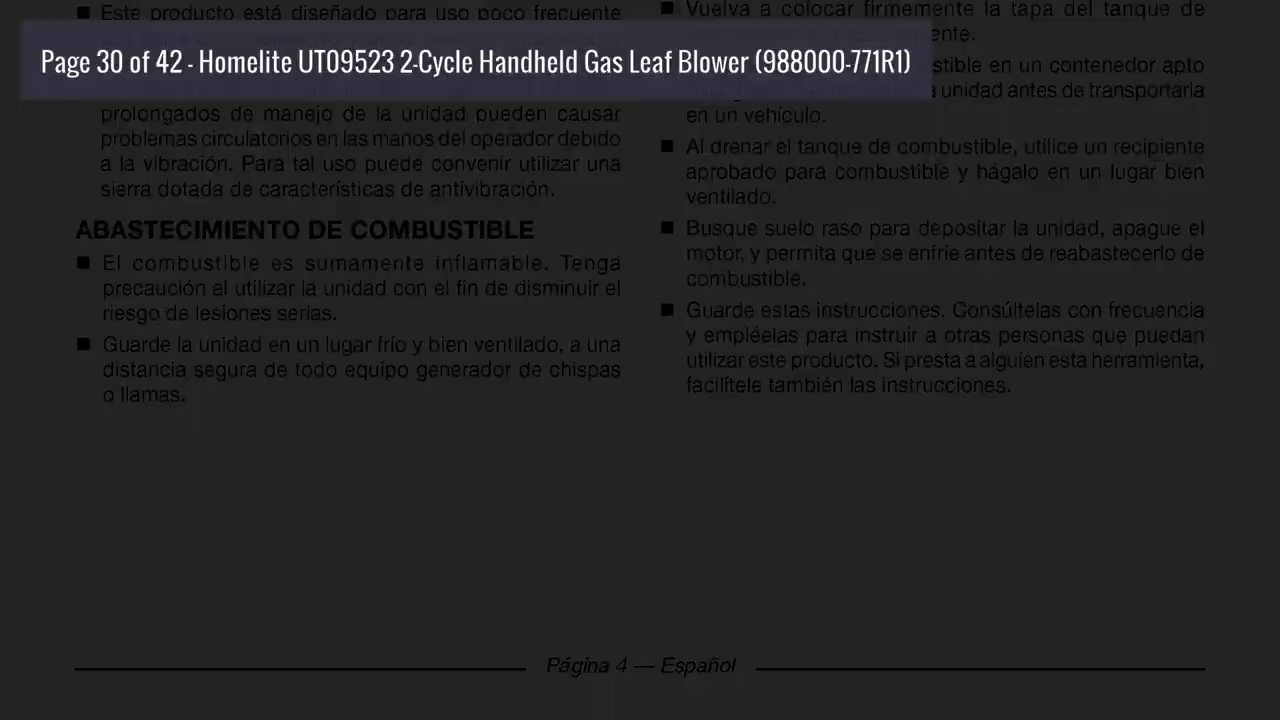 Page 30 of 42 - Homelite UT09523 2-Cycle Handheld Gas Leaf Blower (988000-771R1)
■ Este producto está diseñado para uso poco frecuente
prolongados de manejo de la unidad pueden causar
problemas circulatorios en las manos del operador debido
a la vibración. Para tal uso puede convenir utilizar una
sierra dotada de características de antivibración.
ABASTECIMIENTO DE COMBUSTIBLE
■ El combustible es sumamente inflamable. Tenga
precaución al utilizar la unidad con el fin de disminuir el
riesgo de lesiones serias.
■ Guarde la unidad en un lugar frío y bien ventilado, a una
distancia segura de todo equipo generador de chispas
o llamas.
■ Vuelva a colocar firmemente la tapa del tanque de
en un contenedor apto
unidad antes de transportarla
en un vehículo.
■ Al drenar el tanque de combustible, utilice un recipiente
aprobado para combustible y hágalo en un lugar bien
ventilado.
■ Busque suelo raso para depositar la unidad, apague el
motor, y permita que se enfríe antes de reabastecerlo de
combustible.
■ Guarde estas instrucciones. Consúltelas con frecuencia
y empléelas para instruir a otras personas que puedan
utilizar este producto. Si presta a alguien esta herramienta,
facilítele también las instrucciones.
Página 4 — Español